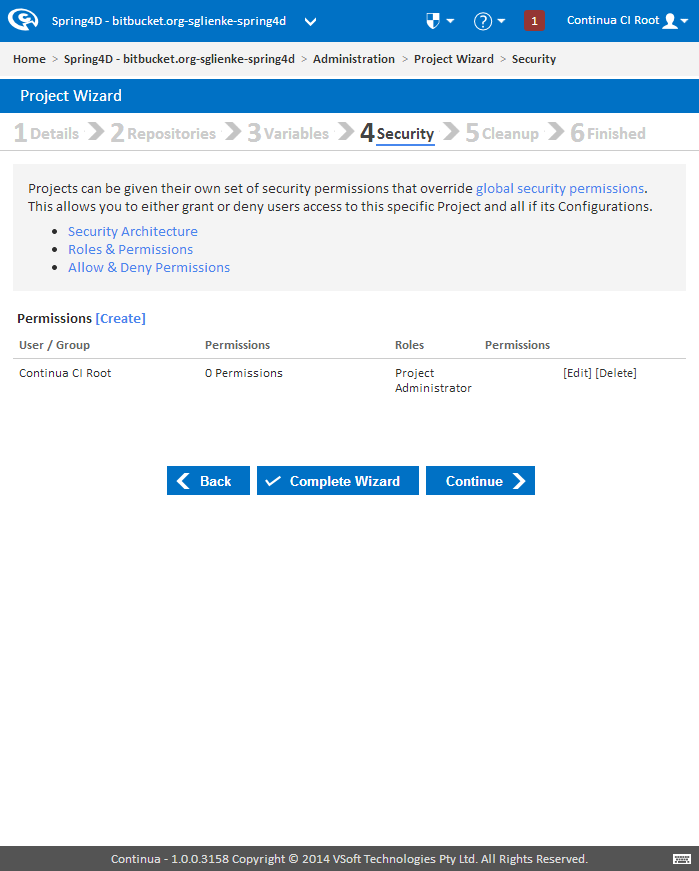 Spring4D - bitbucket.org-sglienke-spring4d ? 1 Continua CI Root
Home > Spring4D - bitbucket.org-sglienke-spring4d > Administration > Project Wizard > Security
Project Wizard
1 Details 2 Repositories 3 Variables 4 Security 5 Cleanup 6 Finished
Projects can be given their own set of security permissions that override global security permissions.
This allows you to either grant or deny users access to this specific Project and all if its Configurations.
• Security Architecture
• Roles & Permissions
• Allow & Deny Permissions
Permissions [Create]
User / Group Permissions Roles Permissions
Continua CI Root 0 Permissions Project [Edit] [Delete]
Administrator
Back Complete Wizard Continue
Continua - 1.0.0.3158 Copyright © 2014 VSoft Technologies Pty Ltd. All Rights Reserved.